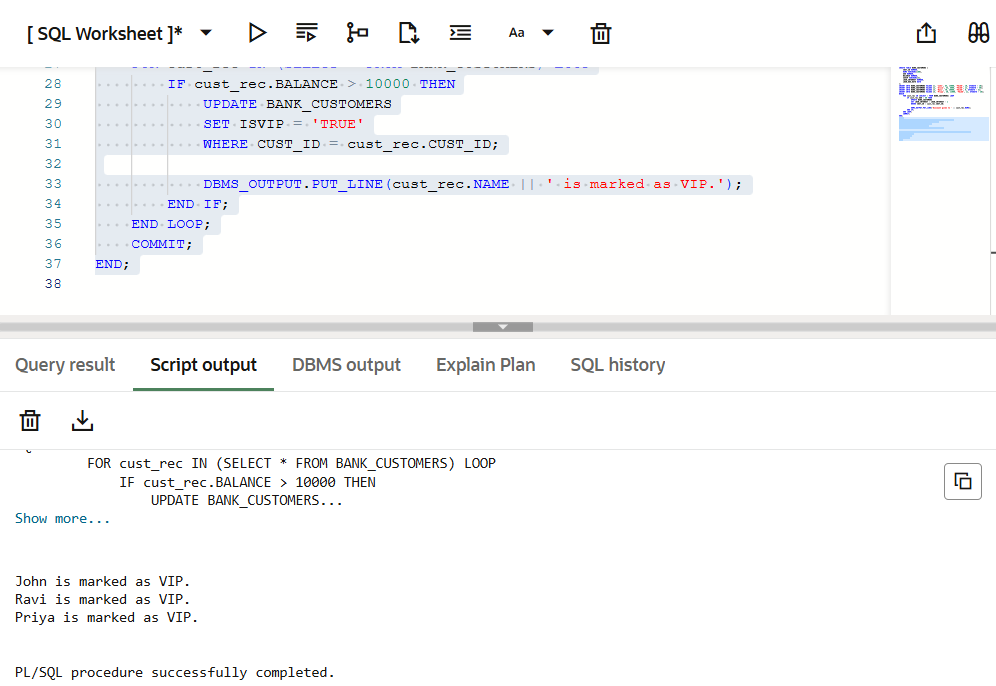 [ SQL Worksheet ]*
Aa
28 IF cust_rec.BALANCE > 10000 THEN
29 UPDATE BANK_CUSTOMERS
30 SET ISVIP = 'TRUE'
31 WHERE CUST_ID = cust_rec.CUST_ID;
32
33 DBMS_OUTPUT.PUT_LINE(cust_rec.NAME || ' is marked as VIP.');
34 END IF;
35 END LOOP;
36 COMMIT;
37 END;
38
Query result
Script output
DBMS output
Explain Plan
SQL history
FOR cust_rec IN (SELECT * FROM BANK_CUSTOMERS) LOOP
IF cust_rec.BALANCE > 10000 THEN
UPDATE BANK_CUSTOMERS...
Show more...
John is marked as VIP.
Ravi is marked as VIP.
Priya is marked as VIP.
PL/SQL procedure successfully completed.